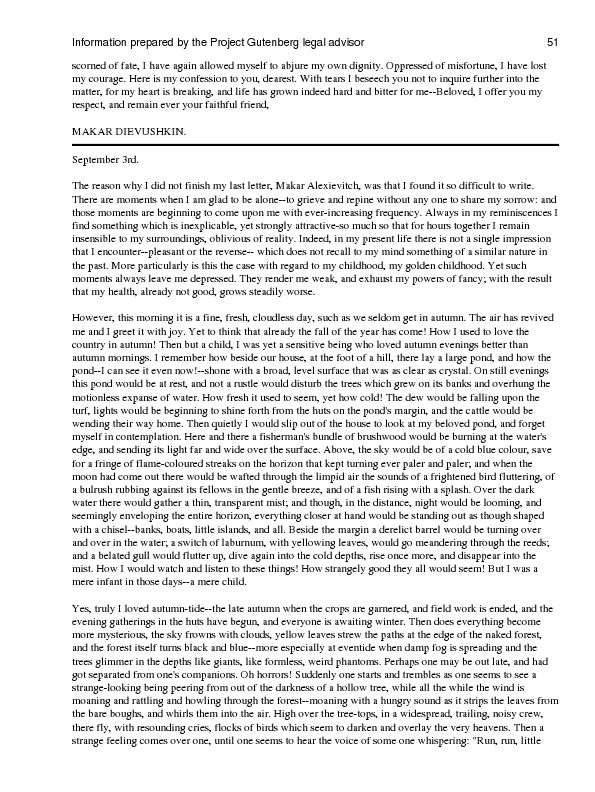 Information prepared by the Project Gutenberg legal advisor 51
scorned of fate, I have again allowed myself to abjure my own dignity. Oppressed of misfortune, I have lost
my courage. Here is my confession to you, dearest. With tears I beseech you not to inquire further into the
matter, for my heart is breaking, and life has grown indeed hard and bitter for me--Beloved, I offer you my
respect, and remain ever your faithful friend,
MAKAR DIEVUSHKIN.
September 3rd.
The reason why I did not finish my last letter, Makar Alexievitch, was that I found it so difficult to write.
There are moments when I am glad to be alone--to grieve and repine without any one to share my sorrow: and
those moments are beginning to come upon me with ever-increasing frequency. Always in my reminiscences I
find something which is inexplicable, yet strongly attractive-so much so that for hours together I remain
insensible to my surroundings, oblivious of reality. Indeed, in my present life there is not a single impression
that I encounter--pleasant or the reverse-- which does not recall to my mind something of a similar nature in
the past. More particularly is this the case with regard to my childhood, my golden childhood. Yet such
moments always leave me depressed. They render me weak, and exhaust my powers of fancy; with the result
that my health, already not good, grows steadily worse.
However, this morning it is a fine, fresh, cloudless day, such as we seldom get in autumn. The air has revived
me and I greet it with joy. Yet to think that already the fall of the year has come! How I used to love the
country in autumn! Then but a child, I was yet a sensitive being who loved autumn evenings better than
autumn mornings. I remember how beside our house, at the foot of a hill, there lay a large pond, and how the
pond--I can see it even now!--shone with a broad, level surface that was as clear as crystal. On still evenings
this pond would be at rest, and not a rustle would disturb the trees which grew on its banks and overhung the
motionless expanse of water. How fresh it used to seem, yet how cold! The dew would be falling upon the
turf, lights would be beginning to shine forth from the huts on the pond's margin, and the cattle would be
wending their way home. Then quietly I would slip out of the house to look at my beloved pond, and forget
myself in contemplation. Here and there a fisherman's bundle of brushwood would be burning at the water's
edge, and sending its light far and wide over the surface. Above, the sky would be of a cold blue colour, save
for a fringe of flame-coloured streaks on the horizon that kept turning ever paler and paler; and when the
moon had come out there would be wafted through the limpid air the sounds of a frightened bird fluttering, of
a bulrush rubbing against its fellows in the gentle breeze, and of a fish rising with a splash. Over the dark
water there would gather a thin, transparent mist; and though, in the distance, night would be looming, and
seemingly enveloping the entire horizon, everything closer at hand would be standing out as though shaped
with a chisel--banks, boats, little islands, and all. Beside the margin a derelict barrel would be turning over
and over in the water; a switch of laburnum, with yellowing leaves, would go meandering through the reeds;
and a belated gull would flutter up, dive again into the cold depths, rise once more, and disappear into the
mist. How I would watch and listen to these things! How strangely good they all would seem! But I was a
mere infant in those days--a mere child.
Yes, truly I loved autumn-tide--the late autumn when the crops are garnered, and field work is ended, and the
evening gatherings in the huts have begun, and everyone is awaiting winter. Then does everything become
more mysterious, the sky frowns with clouds, yellow leaves strew the paths at the edge of the naked forest,
and the forest itself turns black and blue--more especially at eventide when damp fog is spreading and the
trees glimmer in the depths like giants, like formless, weird phantoms. Perhaps one may be out late, and had
got separated from one's companions. Oh horrors! Suddenly one starts and trembles as one seems to see a
strange-looking being peering from out of the darkness of a hollow tree, while all the while the wind is
moaning and rattling and howling through the forest--moaning with a hungry sound as it strips the leaves from
the bare boughs, and whirls them into the air. High over the tree-tops, in a widespread, trailing, noisy crew,
there fly, with resounding cries, flocks of birds which seem to darken and overlay the very heavens. Then a
strange feeling comes over one, until one seems to hear the voice of some one whispering: "Run, run, little